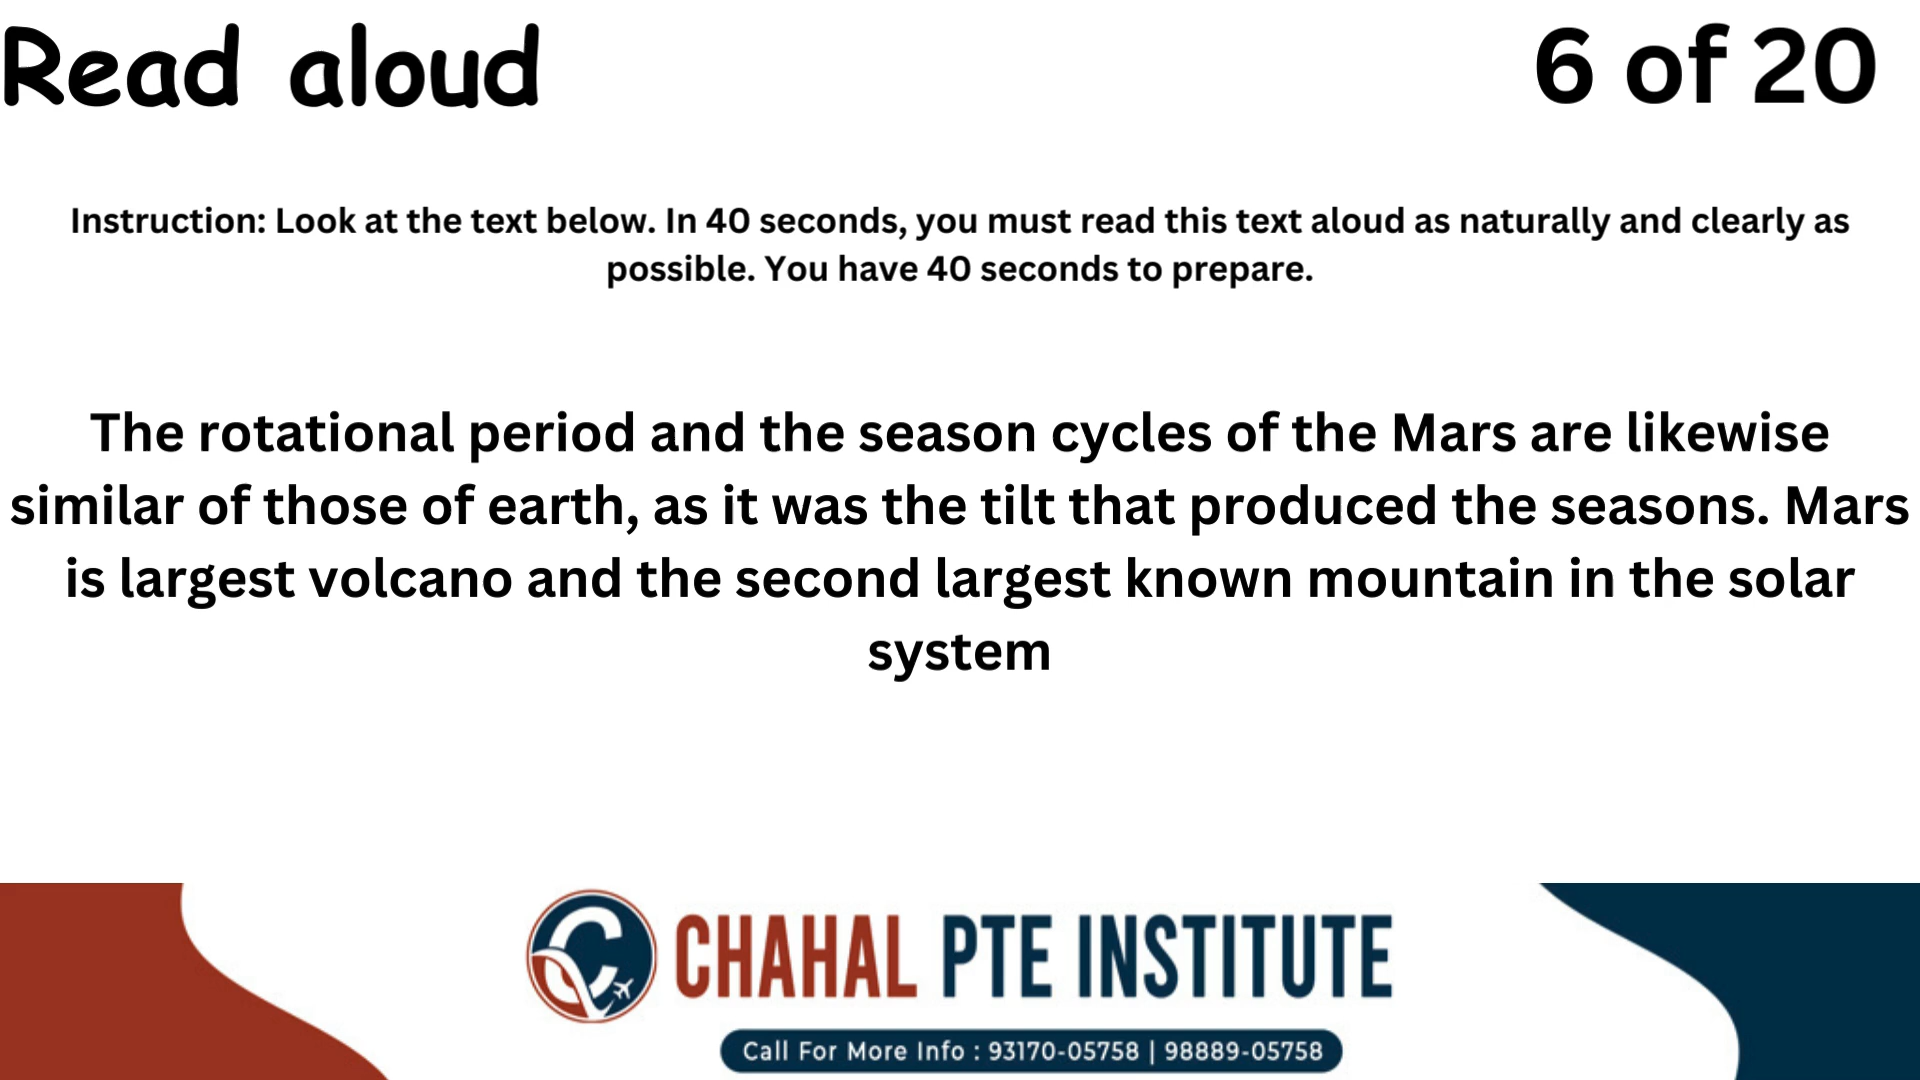 Read aloud
6 of 20
Instruction: Look at the text below. In 40 seconds, you must read this text aloud as naturally and clearly as
possible. You have 40 seconds to prepare.
The rotational period and the season cycles of the Mars are likewise
similar of those of earth, as it was the tilt that produced the seasons. Mars
is largest volcano and the second largest known mountain in the solar
system
CHAHAL PTE INSTITUTE
Call For More Info : 93170-05758 | 98889-05758